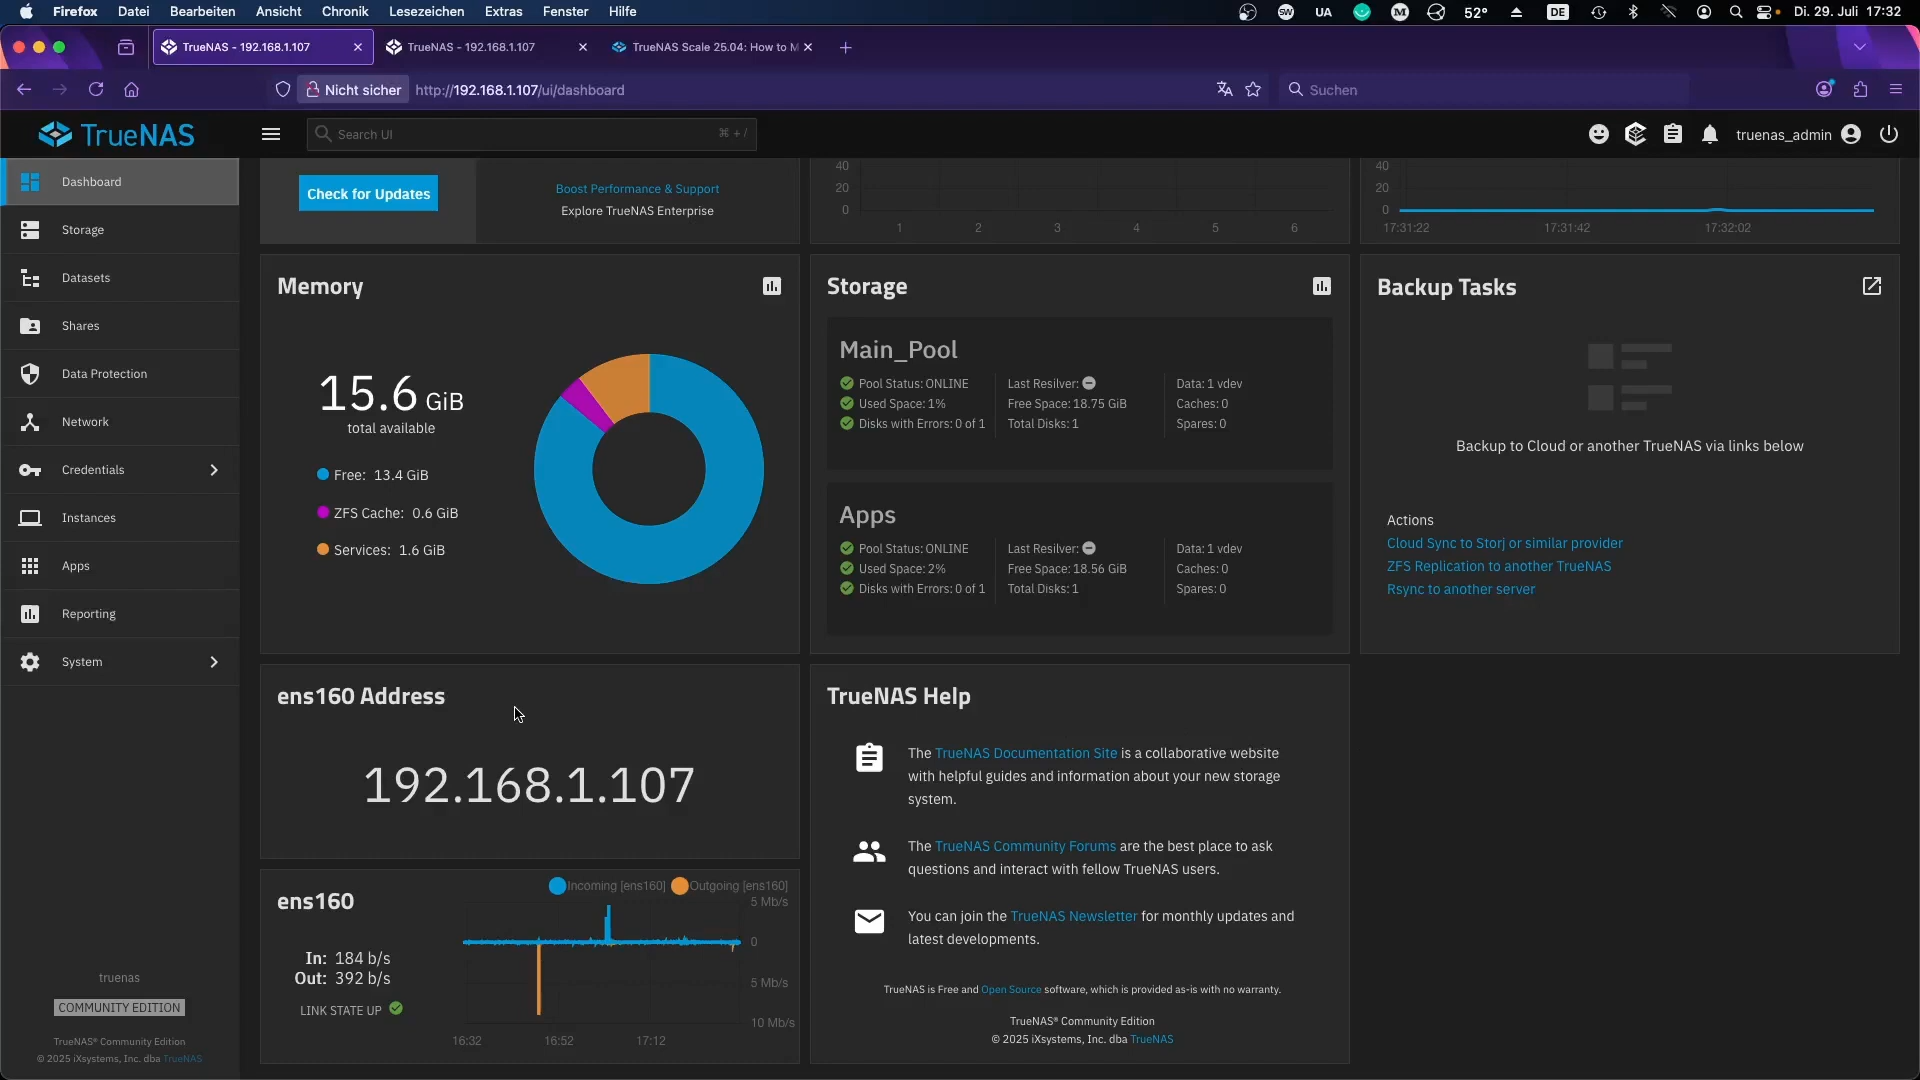 Firefox Datei Bearbeiten Ansicht Chronik Lesezeichen Extras Fenster Hilfe
SW UA M 52° DE Di. 29. Juli 17:32
TrueNAS - 192.168.1.107
TrueNAS - 192.168.1.107
TrueNAS Scale 25.04: How to M
Nicht sicher http://192.168.1.107/ui/dashboard
Suchen
TrueNAS
Search UI ⌘ + /
truenas_admin
Dashboard
Storage
Datasets
Shares
Data Protection
Network
Credentials
Instances
Apps
Reporting
System
truenas
COMMUNITY EDITION
TrueNAS® Community Edition
© 2025 iXsystems, Inc. dba TrueNAS
Check for Updates
Boost Performance & Support
Explore TrueNAS Enterprise
40
20
0
1 2 3 4 5 6
40
20
0
17:31:22 17:31:42 17:32:02
Memory
15.6 GiB
total available
Free: 13.4 GiB
ZFS Cache: 0.6 GiB
Services: 1.6 GiB
Storage
Main_Pool
Pool Status: ONLINE Last Resilver: Data: 1 vdev
Used Space: 1% Free Space: 18.75 GiB Caches: 0
Disks with Errors: 0 of 1 Total Disks: 1 Spares: 0
Apps
Pool Status: ONLINE Last Resilver: Data: 1 vdev
Used Space: 2% Free Space: 18.56 GiB Caches: 0
Disks with Errors: 0 of 1 Total Disks: 1 Spares: 0
Backup Tasks
Backup to Cloud or another TrueNAS via links below
Actions
Cloud Sync to Storj or similar provider
ZFS Replication to another TrueNAS
Rsync to another server
ens160 Address
192.168.1.107
ens160
Incoming [ens160] Outgoing [ens160]
In: 184 b/s
Out: 392 b/s
LINK STATE UP
5 Mb/s
0
5 Mb/s
10 Mb/s
16:32 16:52 17:12
TrueNAS Help
The TrueNAS Documentation Site is a collaborative website
with helpful guides and information about your new storage
system.
The TrueNAS Community Forums are the best place to ask
questions and interact with fellow TrueNAS users.
You can join the TrueNAS Newsletter for monthly updates and
latest developments.
TrueNAS is Free and Open Source software, which is provided as-is with no warranty.
TrueNAS® Community Edition
© 2025 iXsystems, Inc. dba TrueNAS